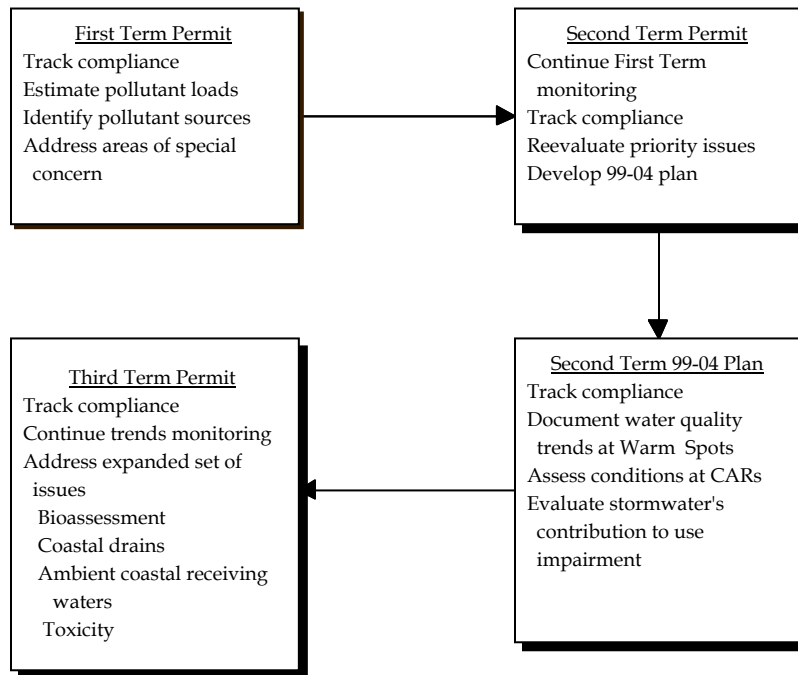 First Term Permit
Track compliance
Estimate pollutant loads
Identify pollutant sources
Address areas of special
concern
Second Term Permit
Continue First Term
monitoring
Track compliance
Reevaluate priority issues
Develop 99-04 plan
Second Term 99-04 Plan
Track compliance
Document water quality
trends at Warm Spots
Assess conditions at CARs
Evaluate stormwater's
contribution to use
impairment
Third Term Permit
Track compliance
Continue trends monitoring
Address expanded set of
issues
Bioassessment
Coastal drains
Ambient coastal receiving
waters
Toxicity